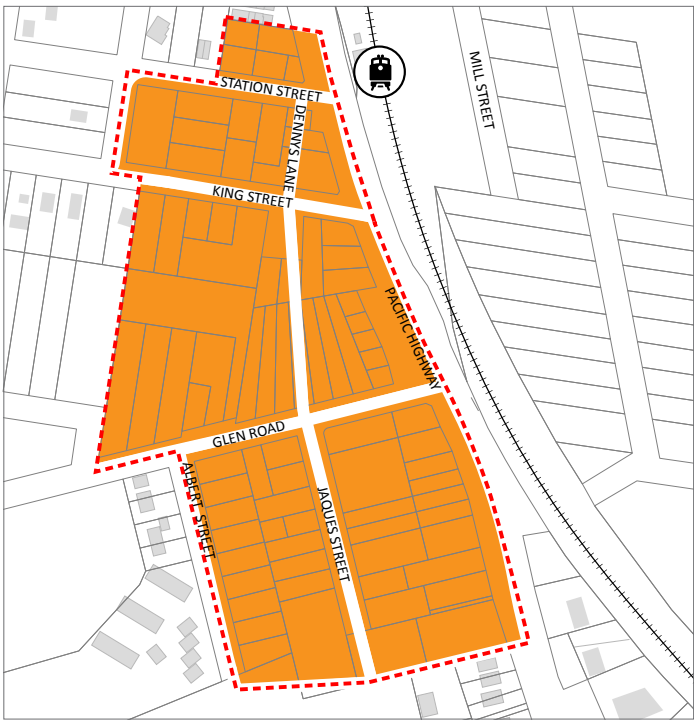 MILL STREET
STATION STREET
DENNYS LANE
KING STREET
PACIFIC HIGHWAY
GLEN ROAD
ALBERT STREET
JAQUES STREET